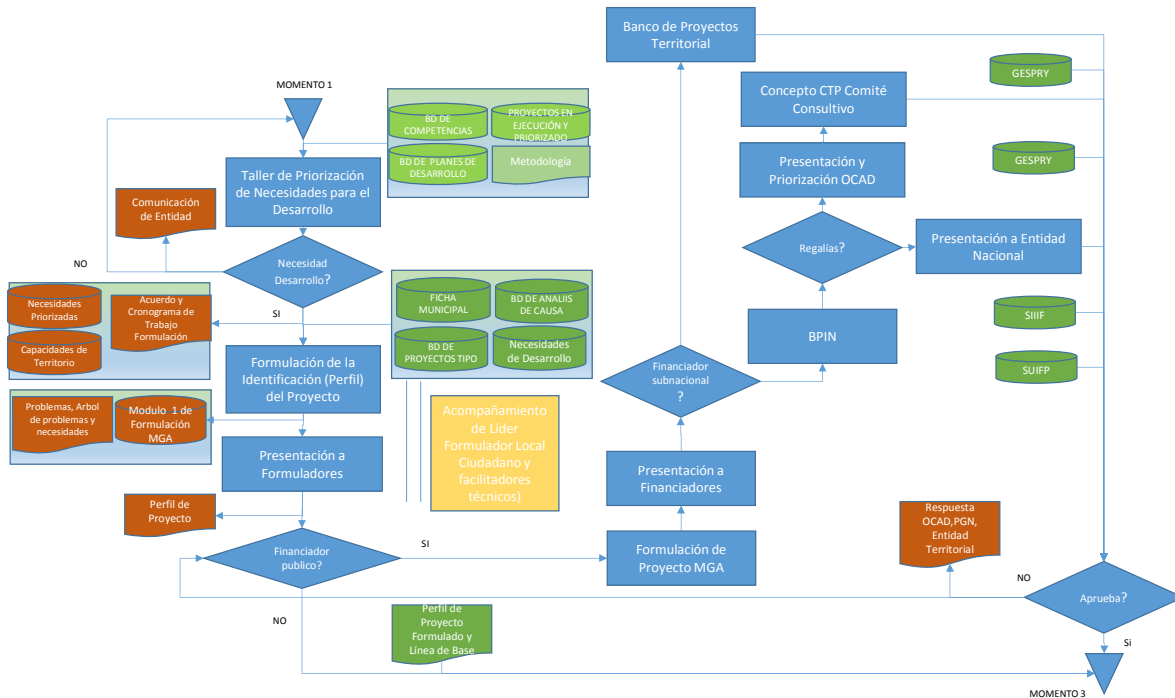 MOMENTO 1
BD DE
COMPETENCIAS
PROYECTOS EN
EJECUCIÓN Y
PRIORIZADO
BD DE PLANES DE
DESARROLLO
Metodología
Taller de Priorización
de Necesidades para el
Desarrollo
Comunicación
de Entidad
NO
Necesidad
Desarrollo?
SI
Necesidades
Priorizadas
Acuerdo y
Cronograma de
Trabajo
Formulación
Capacidades de
Territorio
FICHA
MUNICIPAL
BD DE ANALIIS
DE CAUSA
BD DE
PROYECTOS TIPO
Necesidades
de Desarrollo
Formulación de la
Identificación (Perfil)
del Proyecto
Problemas, Arbol
de problemas y
necesidades
Modulo 1 de
Formulación
MGA
Presentación a
Formuladores
Acompañamiento
de Líder
Formulador Local
Ciudadano y
facilitadores
técnicos)
Perfil de
Proyecto
Financiador
publico?
SI
NO
Perfil de
Proyecto
Formulado y
Línea de Base
Formulación de
Proyecto MGA
Presentación a
Financiadores
Financiador
subnacional
?
Banco de Proyectos
Territorial
BPIN
Regalías?
Presentación a Entidad
Nacional
Presentación y
Priorización OCAD
Concepto CTP Comité
Consultivo
GESPRY
GESPRY
SIIIF
SUIFP
Respuesta
OCAD,PGN,
Entidad
Territorial
NO
Aprueba?
Si
MOMENTO 3